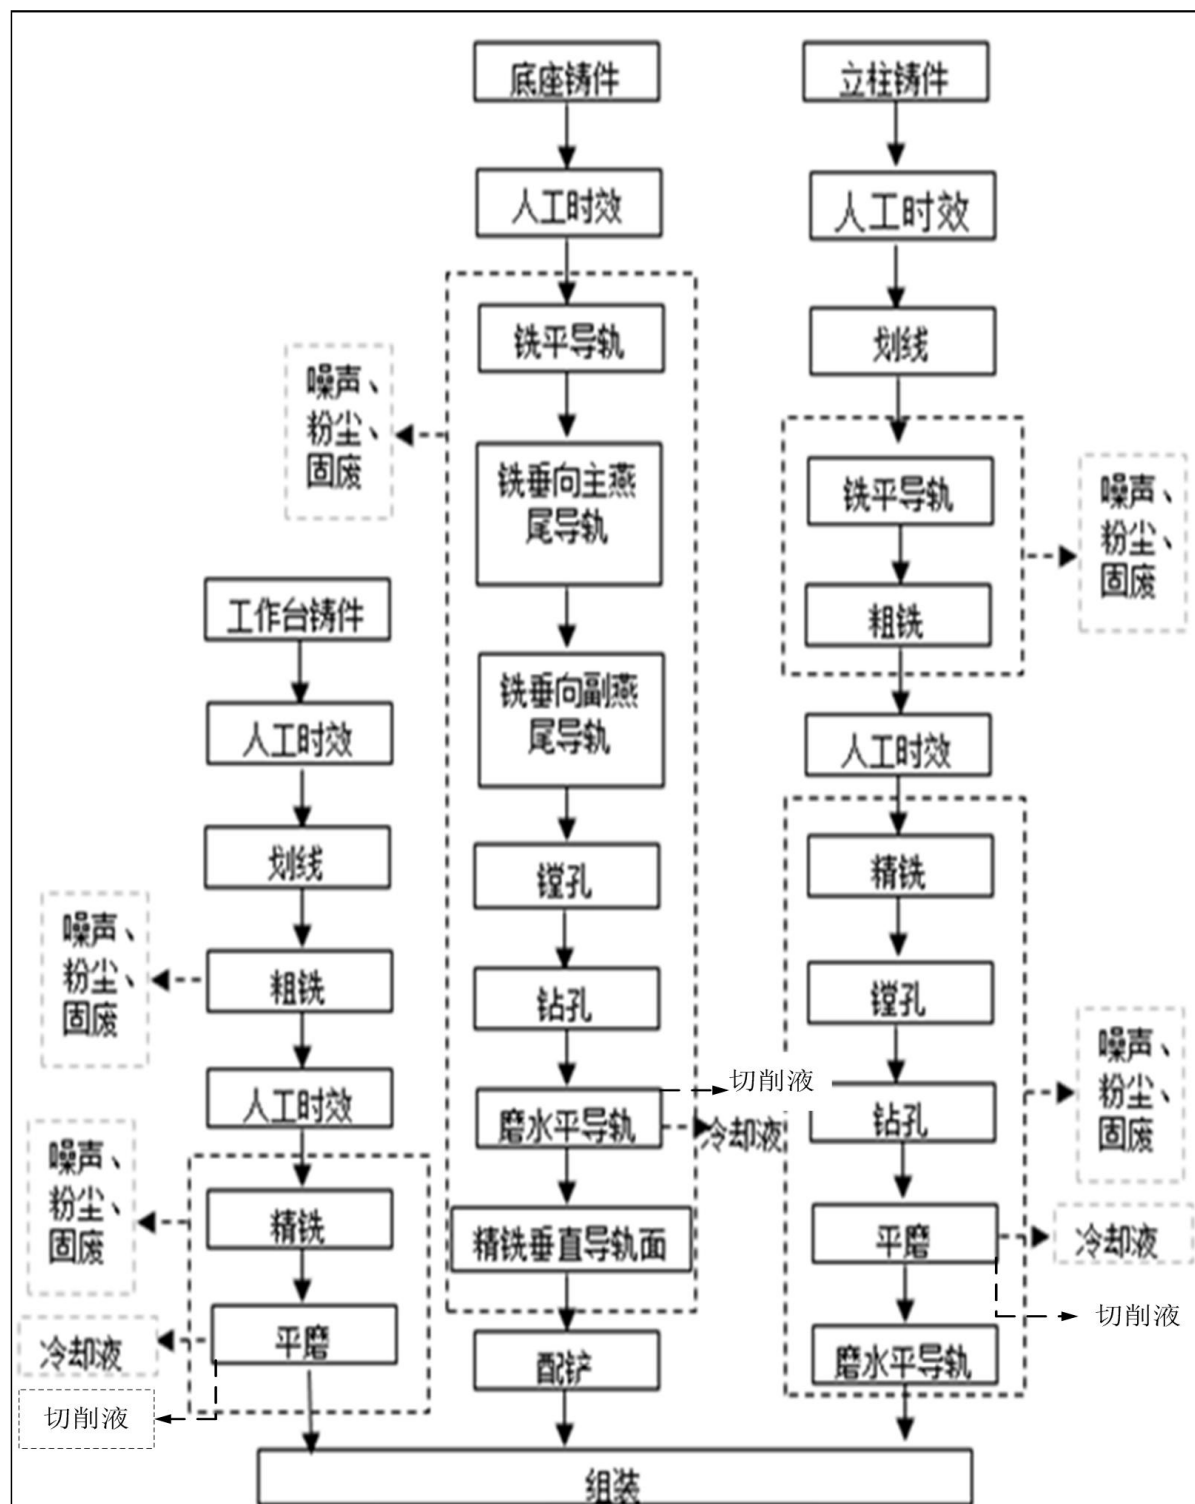 底座铸件
立柱铸件
人工时效
人工时效
铣平导轨
划线
噪声、
粉尘、
固废
铣垂向主燕
尾导轨
铣平导轨
噪声、
粉尘、
固废
工作台铸件
粗铣
铣垂向副燕
尾导轨
人工时效
人工时效
划线
镗孔
精铣
噪声、
粉尘、
固废
粗铣
钻孔
镗孔
人工时效
磨水平导轨
切削液
冷却液
钻孔
噪声、
粉尘、
固废
噪声、
粉尘、
固废
精铣
精铣垂直导轨面
平磨
冷却液
切削液
平磨
冷却液
切削液
配铲
磨水平导轨
组装